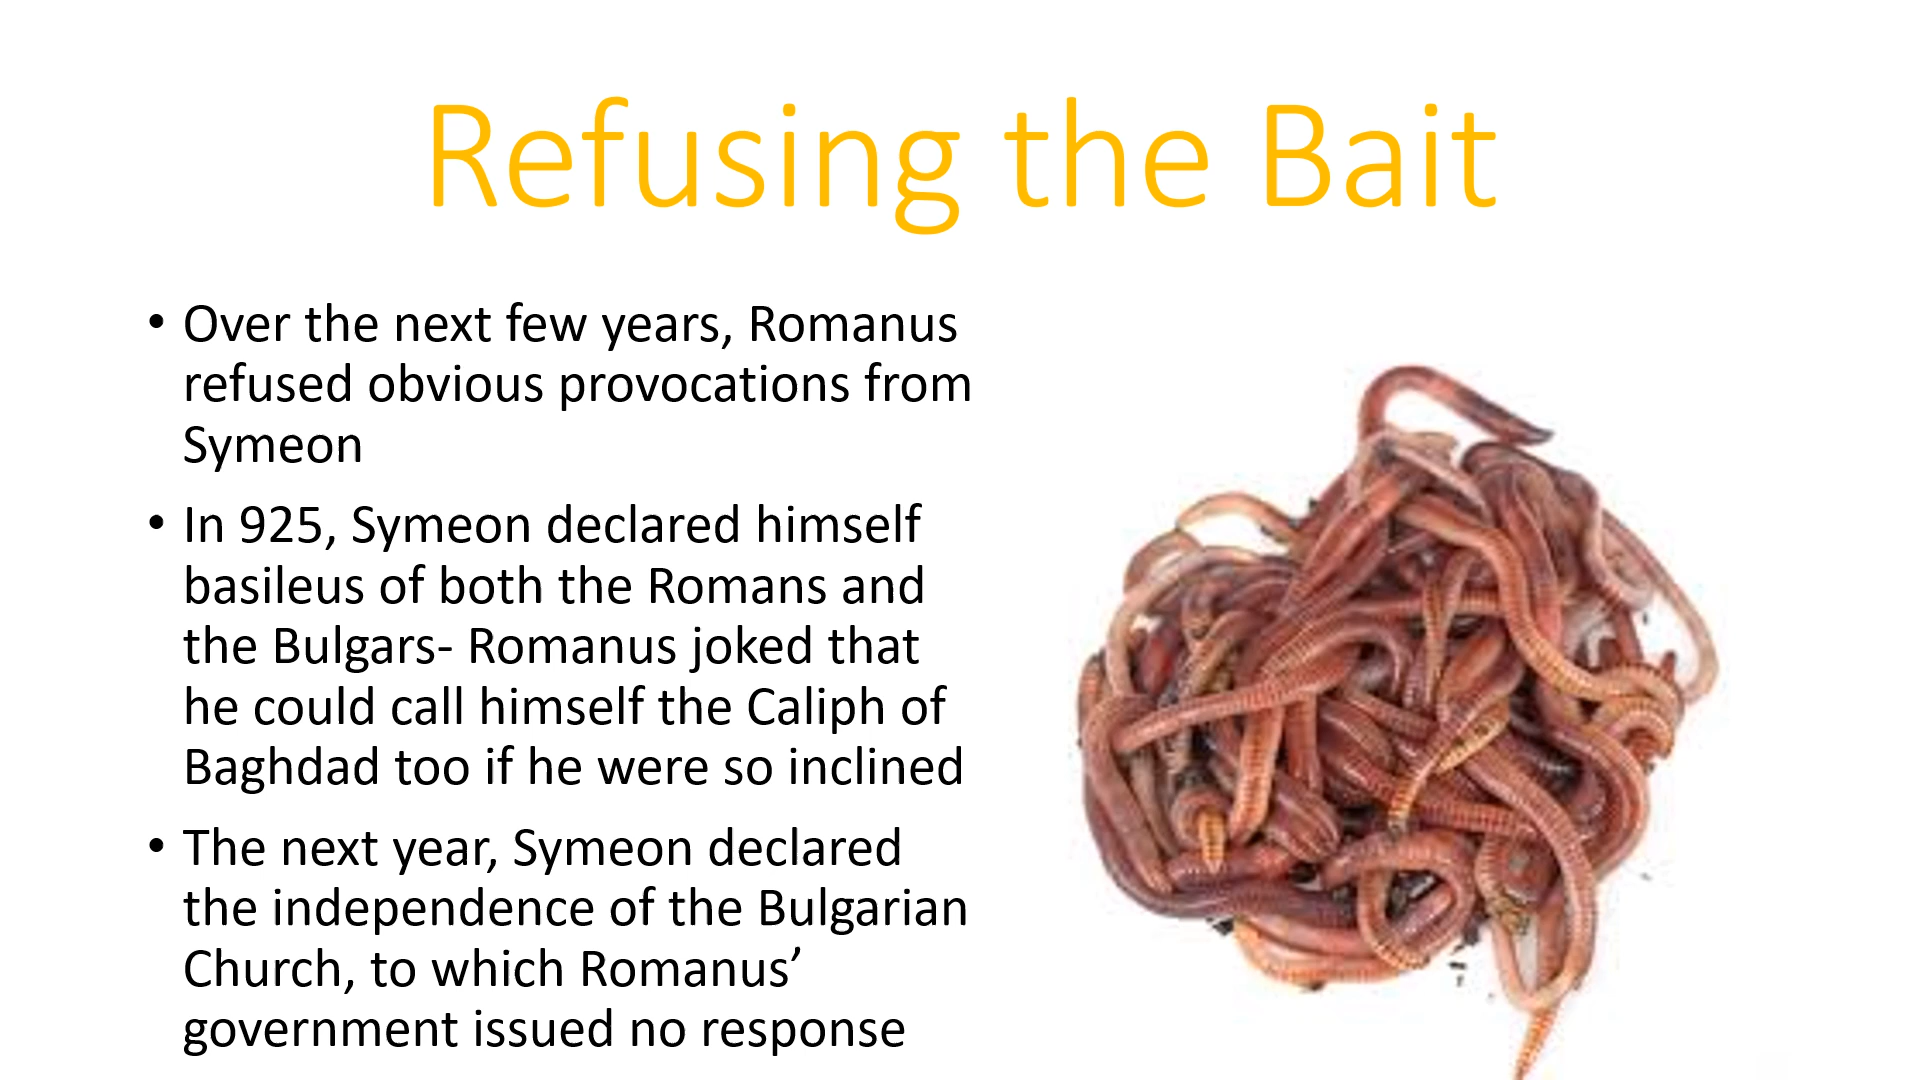 Refusing the Bait
• Over the next few years, Romanus
refused obvious provocations from
Symeon
• In 925, Symeon declared himself
basileus of both the Romans and
the Bulgars- Romanus joked that
he could call himself the Caliph of
Baghdad too if he were so inclined
• The next year, Symeon declared
the independence of the Bulgarian
Church, to which Romanus’
government issued no response